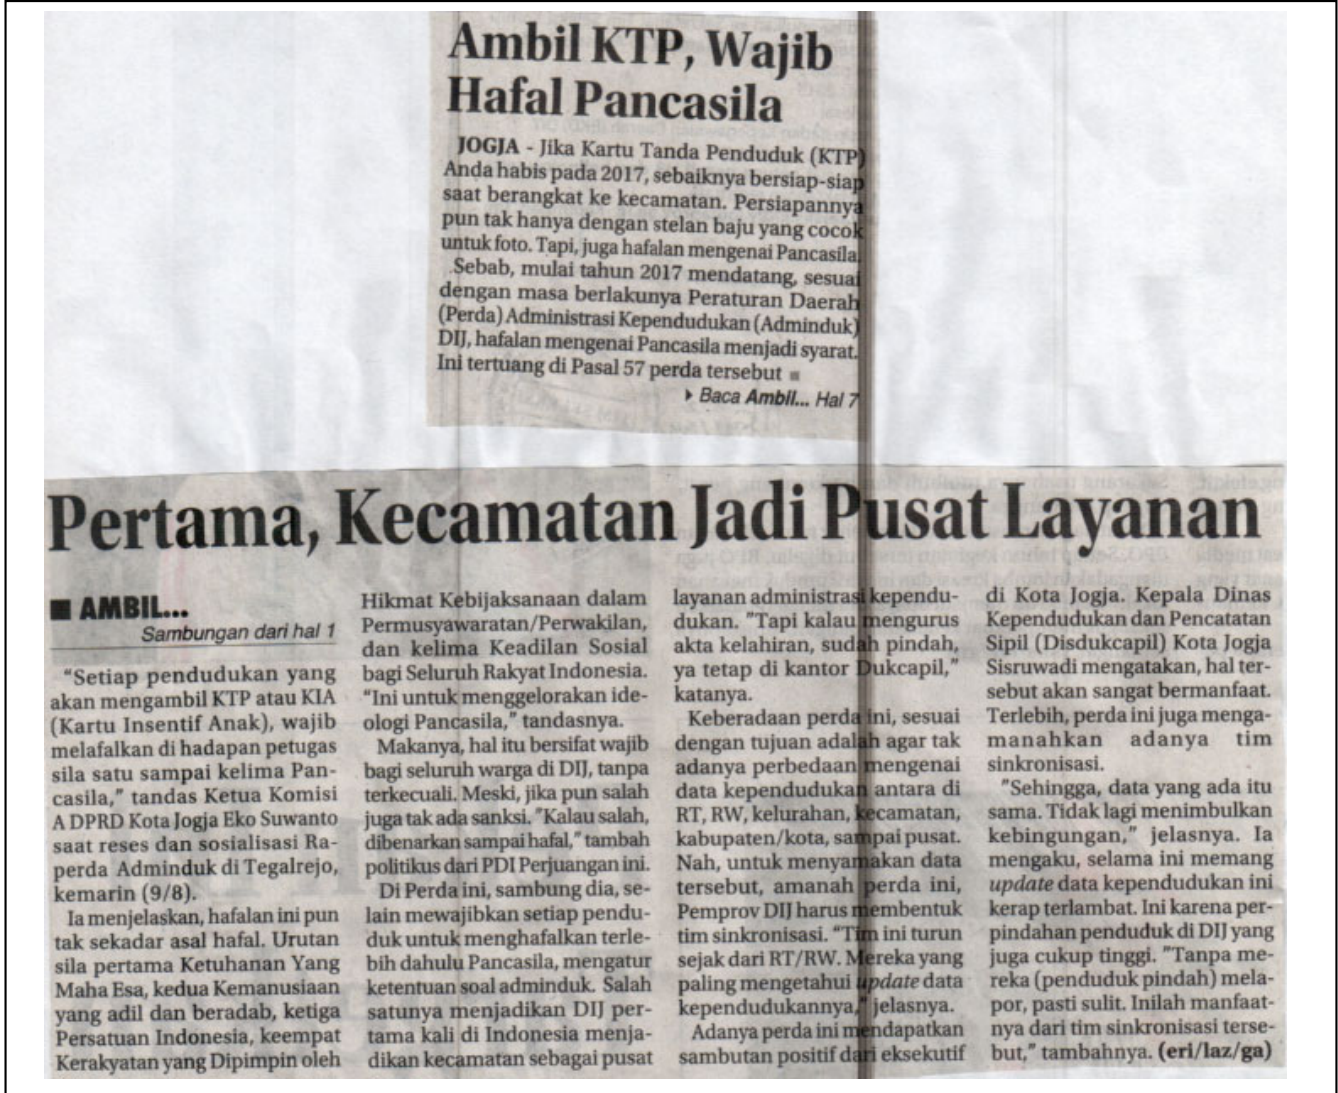 Ambil KTP, Wajib
Hafal Pancasila
JOGJA - Jika Kartu Tanda Penduduk (KTP)
Anda habis pada 2017, sebaiknya bersiap-siap
saat berangkat ke kecamatan. Persiapannya
pun tak hanya dengan stelan baju yang cocok
untuk foto. Tapi, juga hafalan mengenai Pancasila.
Sebab, mulai tahun 2017 mendatang, sesuai
dengan masa berlakunya Peraturan Daerah
(Perda) Administrasi Kependudukan (Adminduk)
DIJ, hafalan mengenai Pancasila menjadi syarat.
Ini tertuang di Pasal 57 perda tersebut ■
▸ Baca Ambil... Hal 7
Pertama, Kecamatan Jadi Pusat Layanan
■ AMBIL...
Sambungan dari hal 1
"Setiap pendudukan yang
akan mengambil KTP atau KIA
(Kartu Insentif Anak), wajib
melafalkan di hadapan petugas
sila satu sampai kelima Pan-
casila," tandas Ketua Komisi
A DPRD Kota Jogja Eko Suwanto
saat reses dan sosialisasi Ra-
perda Adminduk di Tegalrejo,
kemarin (9/8).
Ia menjelaskan, hafalan ini pun
tak sekadar asal hafal. Urutan
sila pertama Ketuhanan Yang
Maha Esa, kedua Kemanusiaan
yang adil dan beradab, ketiga
Persatuan Indonesia, keempat
Kerakyatan yang Dipimpin oleh
Hikmat Kebijaksanaan dalam
Permusyawaratan/Perwakilan,
dan kelima Keadilan Sosial
bagi Seluruh Rakyat Indonesia.
"Ini untuk menggelorakan ide-
ologi Pancasila," tandasnya.
Makanya, hal itu bersifat wajib
bagi seluruh warga di DIJ, tanpa
terkecuali. Meski, jika pun salah
juga tak ada sanksi. "Kalau salah,
dibenarkan sampai hafal," tambah
politikus dari PDI Perjuangan ini.
Di Perda ini, sambung dia, se-
lain mewajibkan setiap pendu-
duk untuk menghafalkan terle-
bih dahulu Pancasila, mengatur
ketentuan soal adminduk. Salah
satunya menjadikan DIJ per-
tama kali di Indonesia menja-
dikan kecamatan sebagai pusat
layanan administrasi kependu-
dukan. "Tapi kalau mengurus
akta kelahiran, sudah pindah,
ya tetap di kantor Dukcapil,"
katanya.
Keberadaan perda ini, sesuai
dengan tujuan adalah agar tak
adanya perbedaan mengenai
data kependudukan antara di
RT, RW, kelurahan, kecamatan,
kabupaten/kota, sampai pusat.
Nah, untuk menyamakan data
tersebut, amanah perda ini,
Pemprov DIJ harus membentuk
tim sinkronisasi. "Tim ini turun
sejak dari RT/RW. Mereka yang
paling mengetahui update data
kependudukannya," jelasnya.
Adanya perda ini mendapatkan
sambutan positif dari eksekutif
di Kota Jogja. Kepala Dinas
Kependudukan dan Pencatatan
Sipil (Disdukcapil) Kota Jogja
Sisruwadi mengatakan, hal ter-
sebut akan sangat bermanfaat.
Terlebih, perda ini juga menga-
manahkan adanya tim
sinkronisasi.
"Sehingga, data yang ada itu
sama. Tidak lagi menimbulkan
kebingungan," jelasnya. Ia
mengaku, selama ini memang
update data kependudukan ini
kerap terlambat. Ini karena per-
pindahan penduduk di DIJ yang
juga cukup tinggi. "Tanpa me-
reka (penduduk pindah) mela-
por, pasti sulit. Inilah manfaat-
nya dari tim sinkronisasi terse-
but," tambahnya. (eri/laz/ga)